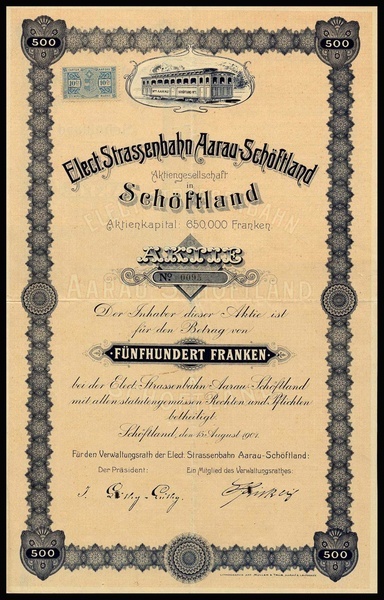 500 500
Elect. Strassenbahn Aarau-Schöftland
Aktiengesellschaft
in
Schöftland
Aktienkapital 650,000 Franken
AKTIE
No 0095
AARAU-SCHÖFTLAND
Der Inhaber dieser Aktie ist
für den Betrag von
FÜNFHUNDERT FRANKEN
bei der Elect. Strassenbahn Aarau-Schöftland
mit allen statutengemässen Rechten und Pflichten
betheiligt.
Schöftland, den 15. August 1901.
Für den Verwaltungsrath der Elect. Strassenbahn Aarau-Schöftland:
Der Präsident: Ein Mitglied des Verwaltungsrathes:
500 500